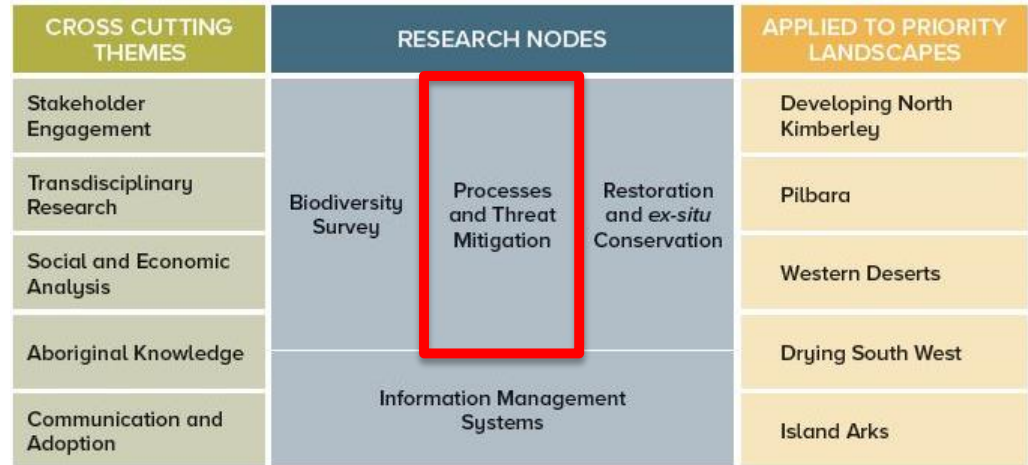 CROSS CUTTING
THEMES
Stakeholder
Engagement
Transdisciplinary
Research
Social and Economic
Analysis
Aboriginal Knowledge
Communication and
Adoption
RESEARCH NODES
Biodiversity
Survey
Processes
and Threat
Mitigation
Restoration
and ex-situ
Conservation
Information Management
Systems
APPLIED TO PRIORITY
LANDSCAPES
Developing North
Kimberley
Pilbara
Western Deserts
Drying South West
Island Arks